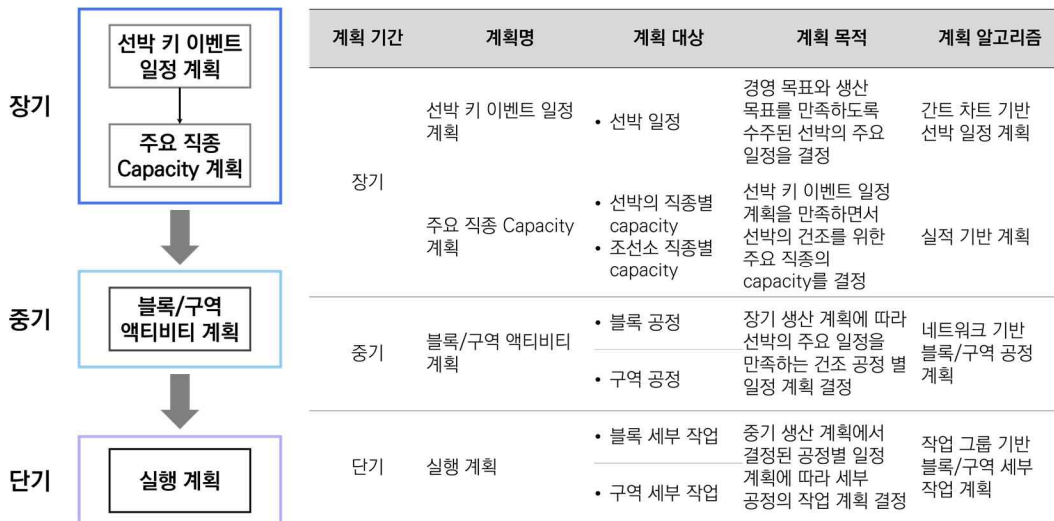 장기
선박 키 이벤트
일정 계획
주요 직종
Capacity 계획
중기
블록/구역
액티비티 계획
단기
실행 계획
계획 기간
계획명
계획 대상
계획 목적
계획 알고리즘
장기
선박 키 이벤트 일정
계획
• 선박 일정
경영 목표와 생산
목표를 만족하도록
수주된 선박의 주요
일정을 결정
간트 차트 기반
선박 일정 계획
주요 직종 Capacity
계획
• 선박의 직종별
capacity
• 조선소 직종별
capacity
선박 키 이벤트 일정
계획을 만족하면서
선박의 건조를 위한
주요 직종의
capacity를 결정
실적 기반 계획
중기
블록/구역 액티비티
계획
• 블록 공정
• 구역 공정
장기 생산 계획에 따라
선박의 주요 일정을
만족하는 건조 공정 별
일정 계획 결정
네트워크 기반
블록/구역 공정
계획
단기
실행 계획
• 블록 세부 작업
• 구역 세부 작업
중기 생산 계획에서
결정된 공정별 일정
계획에 따라 세부
공정의 작업 계획 결정
작업 그룹 기반
블록/구역 세부
작업 계획